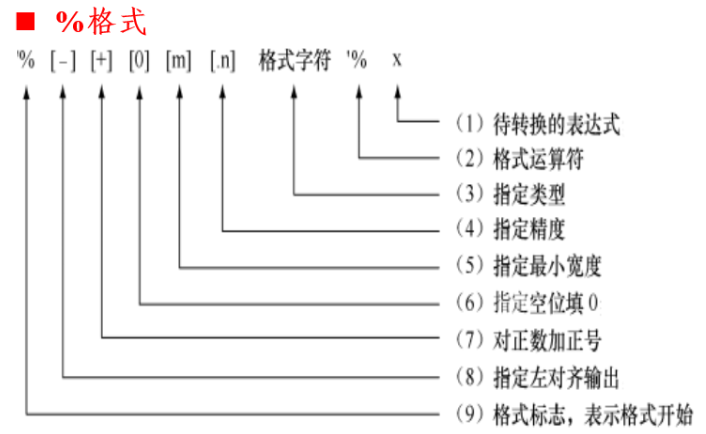 ■ %格式
'% [-] [+] [0] [m] [.n] 格式字符 '% x
(1) 待转换的表达式
(2) 格式运算符
(3) 指定类型
(4) 指定精度
(5) 指定最小宽度
(6) 指定空位填 0
(7) 对正数加正号
(8) 指定左对齐输出
(9) 格式标志，表示格式开始